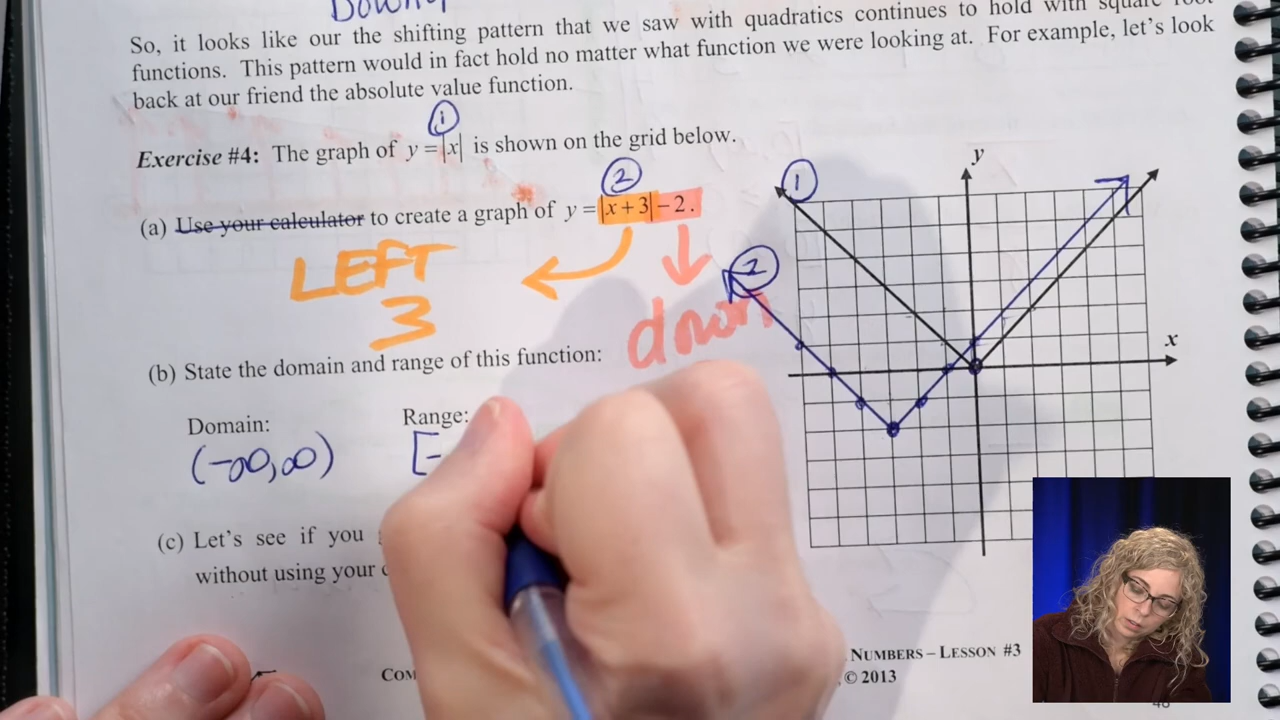 So, it looks like our the shifting pattern that we saw with quadratics continues to hold with square root
functions. This pattern would in fact hold no matter what function we were looking at. For example, let's look
back at our friend the absolute value function.
1
Exercise #4: The graph of y = |x| is shown on the grid below.
2
(a) Use your calculator to create a graph of y = |x + 3| − 2.
LEFT
3
down
1
2
y
x
(b) State the domain and range of this function:
Domain: Range:
(-∞,∞) [-
(c) Let's see if you
without using your
COM
NUMBERS – LESSON #3
© 2013